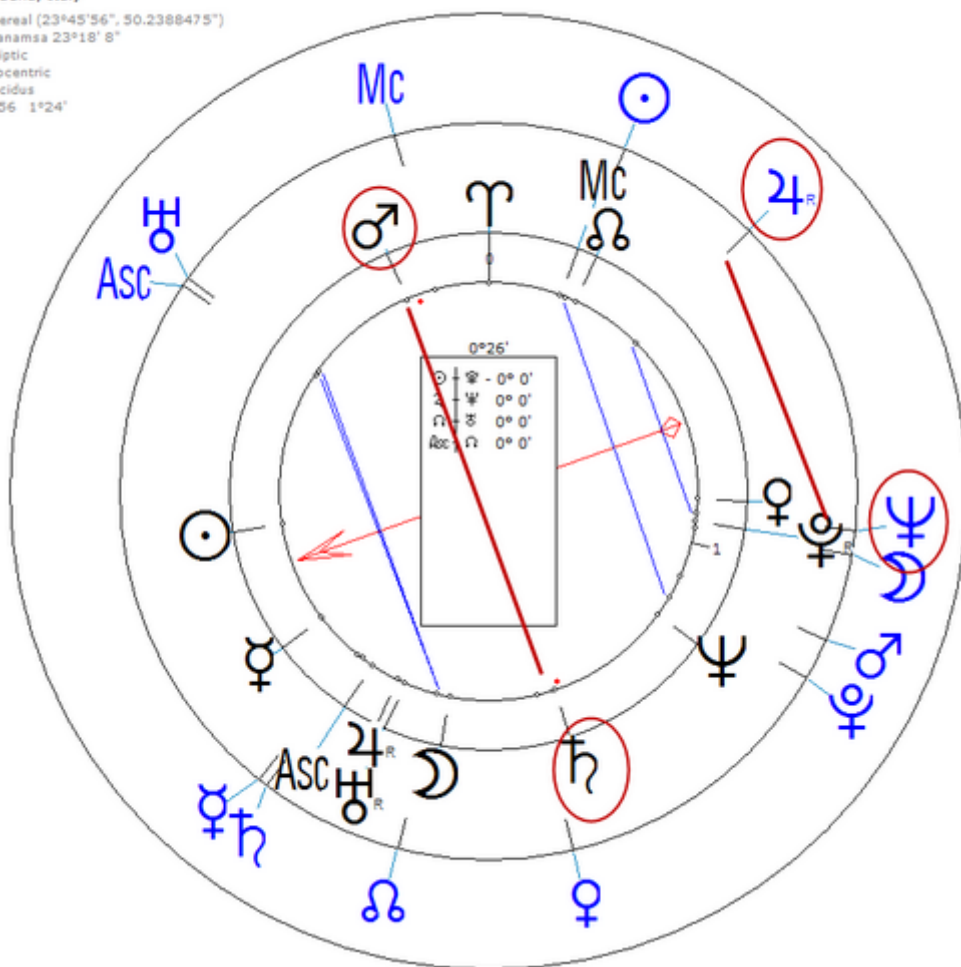 ereal (23°45'56", 50.2388475")
anamsa 23°18' 8"
iptic
ocentric
cidus
56 1°24'
Mc
☉
Mc
♃ R
♅
♂
♈
☊
Asc
0
0°26'
☉ ♇ - 0° 0'
♃ ♆ 0° 0'
☊ ♅ 0° 0'
Asc ☊ 0° 0'
♀
☉
♇ R
♆
1
☽
☿
♆
♂
♇
Asc
♃ R
♅ R
☽
♄
☿
♄
☊
♀